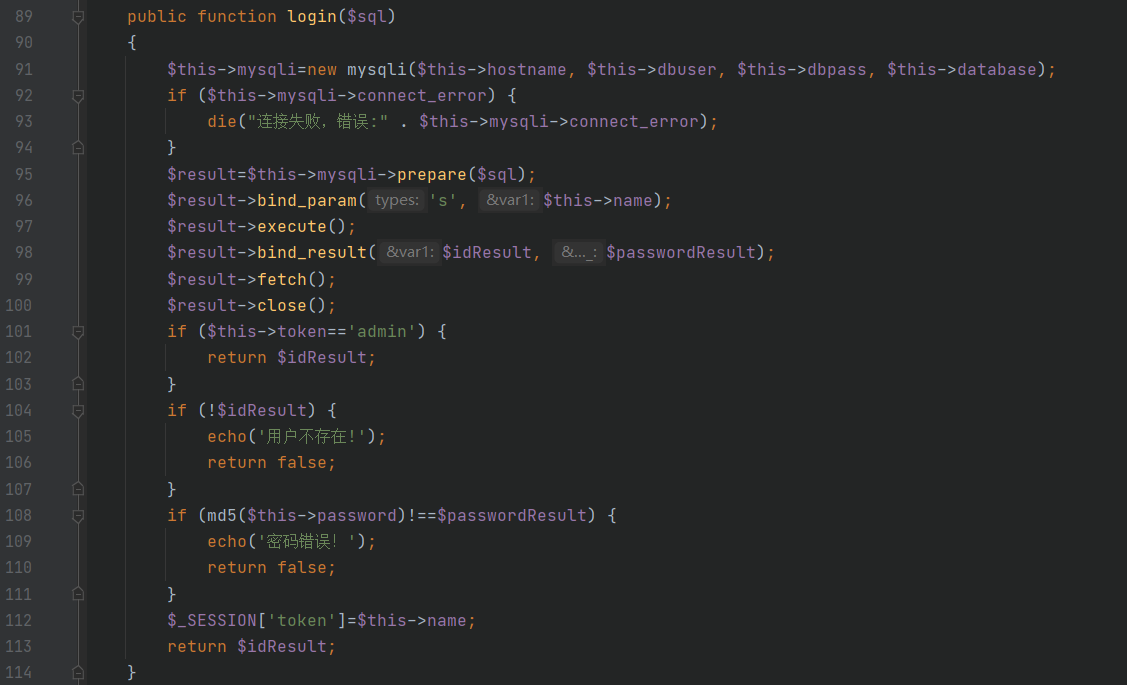 89 public function login($sql)
90 {
91 $this->mysqli=new mysqli($this->hostname, $this->dbuser, $this->dbpass, $this->database);
92 if ($this->mysqli->connect_error) {
93 die("连接失败, 错误:" . $this->mysqli->connect_error);
94 }
95 $result=$this->mysqli->prepare($sql);
96 $result->bind_param( types: 's', &var1: $this->name);
97 $result->execute();
98 $result->bind_result( &var1: $idResult, &..._: $passwordResult);
99 $result->fetch();
100 $result->close();
101 if ($this->token=='admin') {
102 return $idResult;
103 }
104 if (!$idResult) {
105 echo('用户不存在!');
106 return false;
107 }
108 if (md5($this->password)!==$passwordResult) {
109 echo('密码错误！');
110 return false;
111 }
112 $_SESSION['token']=$this->name;
113 return $idResult;
114 }